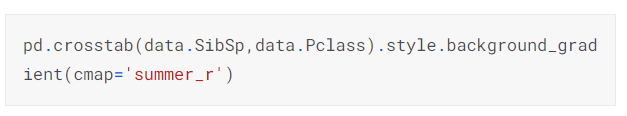 pd.crosstab(data.SibSp,data.Pclass).style.background_grad
ient(cmap='summer_r')